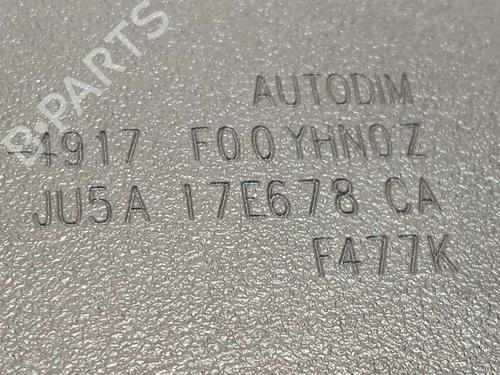 B-PARTS
AUTODIM
-4917 F00YHN0Z
JU5A 17E678 CA
F477K